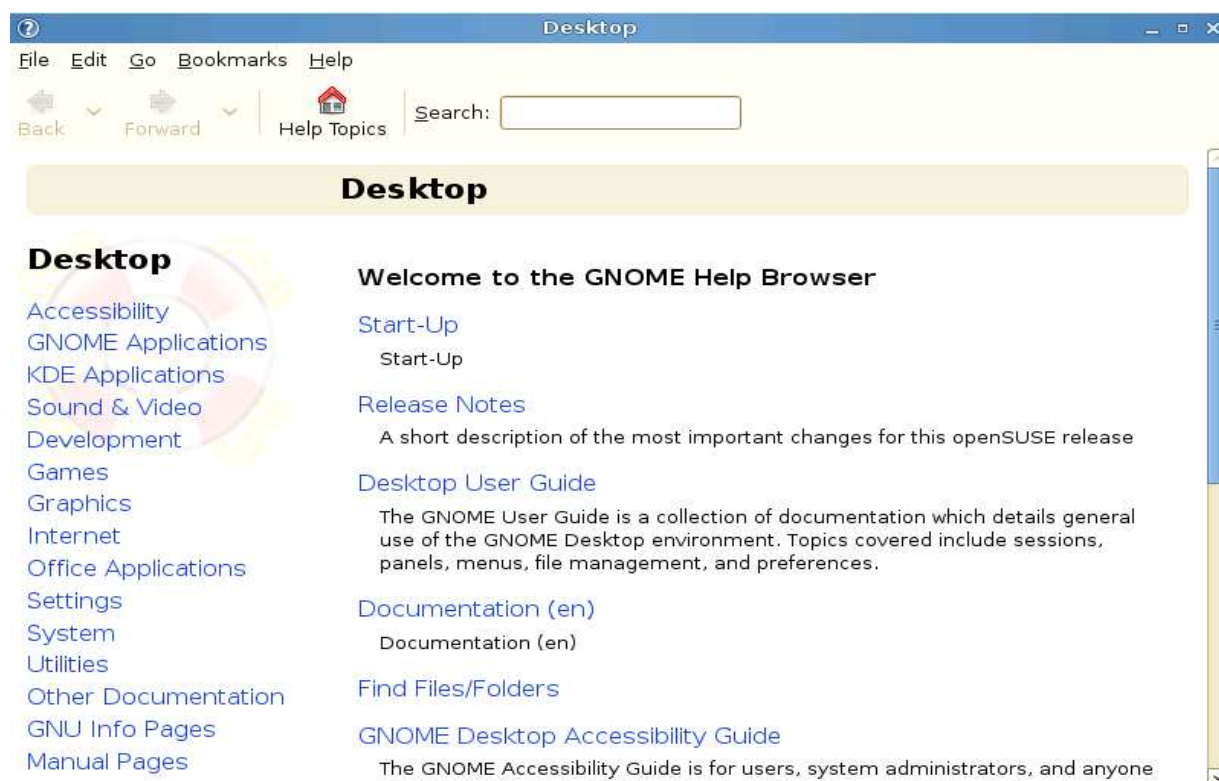 Desktop
File Edit Go Bookmarks Help
Back Forward Help Topics Search:
Desktop
Desktop
Accessibility
GNOME Applications
KDE Applications
Sound & Video
Development
Games
Graphics
Internet
Office Applications
Settings
System
Utilities
Other Documentation
GNU Info Pages
Manual Pages
Welcome to the GNOME Help Browser
Start-Up
Start-Up
Release Notes
A short description of the most important changes for this openSUSE release
Desktop User Guide
The GNOME User Guide is a collection of documentation which details general
use of the GNOME Desktop environment. Topics covered include sessions,
panels, menus, file management, and preferences.
Documentation (en)
Documentation (en)
Find Files/Folders
GNOME Desktop Accessibility Guide
The GNOME Accessibility Guide is for users, system administrators, and anyone